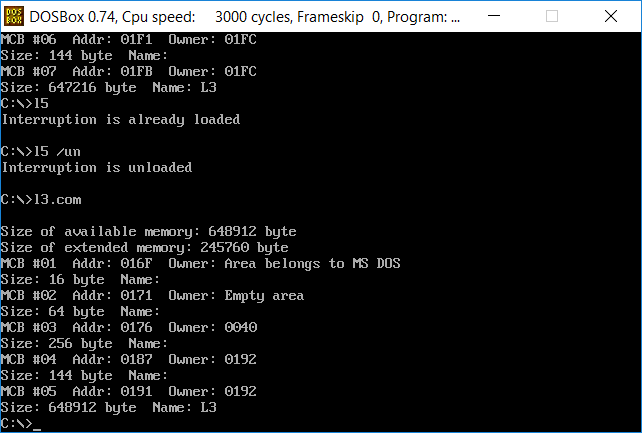 DOS
BOX
DOSBox 0.74, Cpu speed: 3000 cycles, Frameskip 0, Program: ...
MCB #06 Addr: 01F1 Owner: 01FC
Size: 144 byte Name:
MCB #07 Addr: 01FB Owner: 01FC
Size: 647216 byte Name: L3
C:\>l5
Interruption is already loaded
C:\>l5 /un
Interruption is unloaded
C:\>l3.com
Size of available memory: 648912 byte
Size of extended memory: 245760 byte
MCB #01 Addr: 016F Owner: Area belongs to MS DOS
Size: 16 byte Name:
MCB #02 Addr: 0171 Owner: Empty area
Size: 64 byte Name:
MCB #03 Addr: 0176 Owner: 0040
Size: 256 byte Name:
MCB #04 Addr: 0187 Owner: 0192
Size: 144 byte Name:
MCB #05 Addr: 0191 Owner: 0192
Size: 648912 byte Name: L3
C:\>_